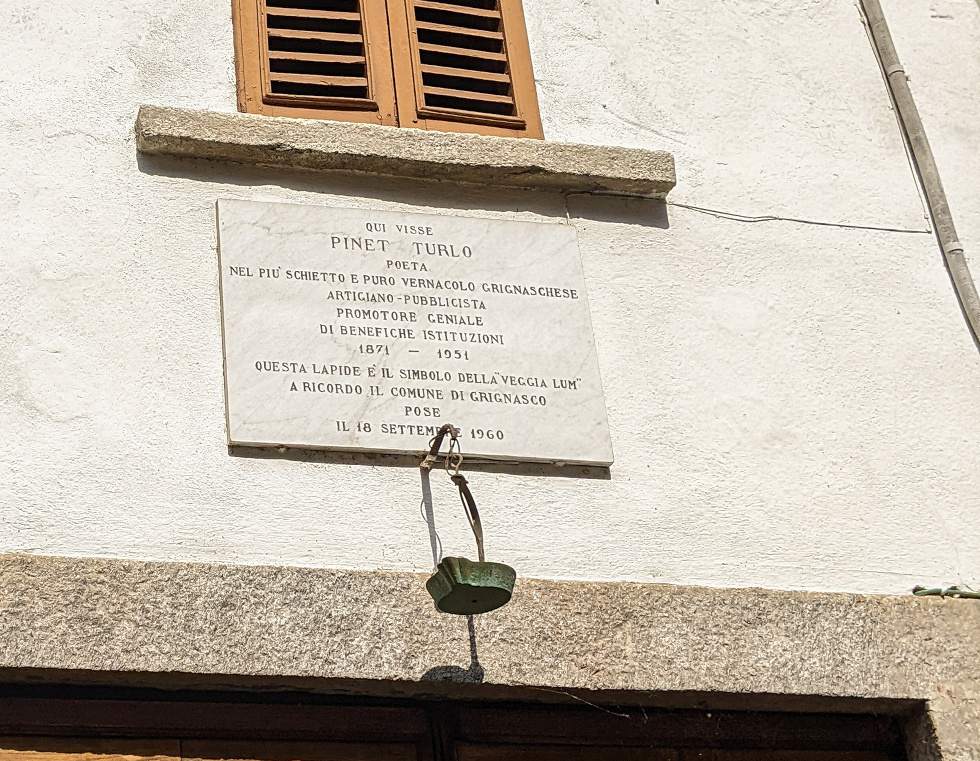 QUI VISSE
PINET TURLO
POETA
NEL PIU' SCHIETTO E PURO VERNACOLO GRIGNASCHESE
ARTIGIANO-PUBBLICISTA
PROMOTORE GENIALE
DI BENEFICHE ISTITUZIONI
1871 — 1951
QUESTA LAPIDE E' IL SIMBOLO DELLA "VEGGIA LUM"
A RICORDO IL COMUNE DI GRIGNASCO
POSE
IL 18 SETTEMBRE 1960